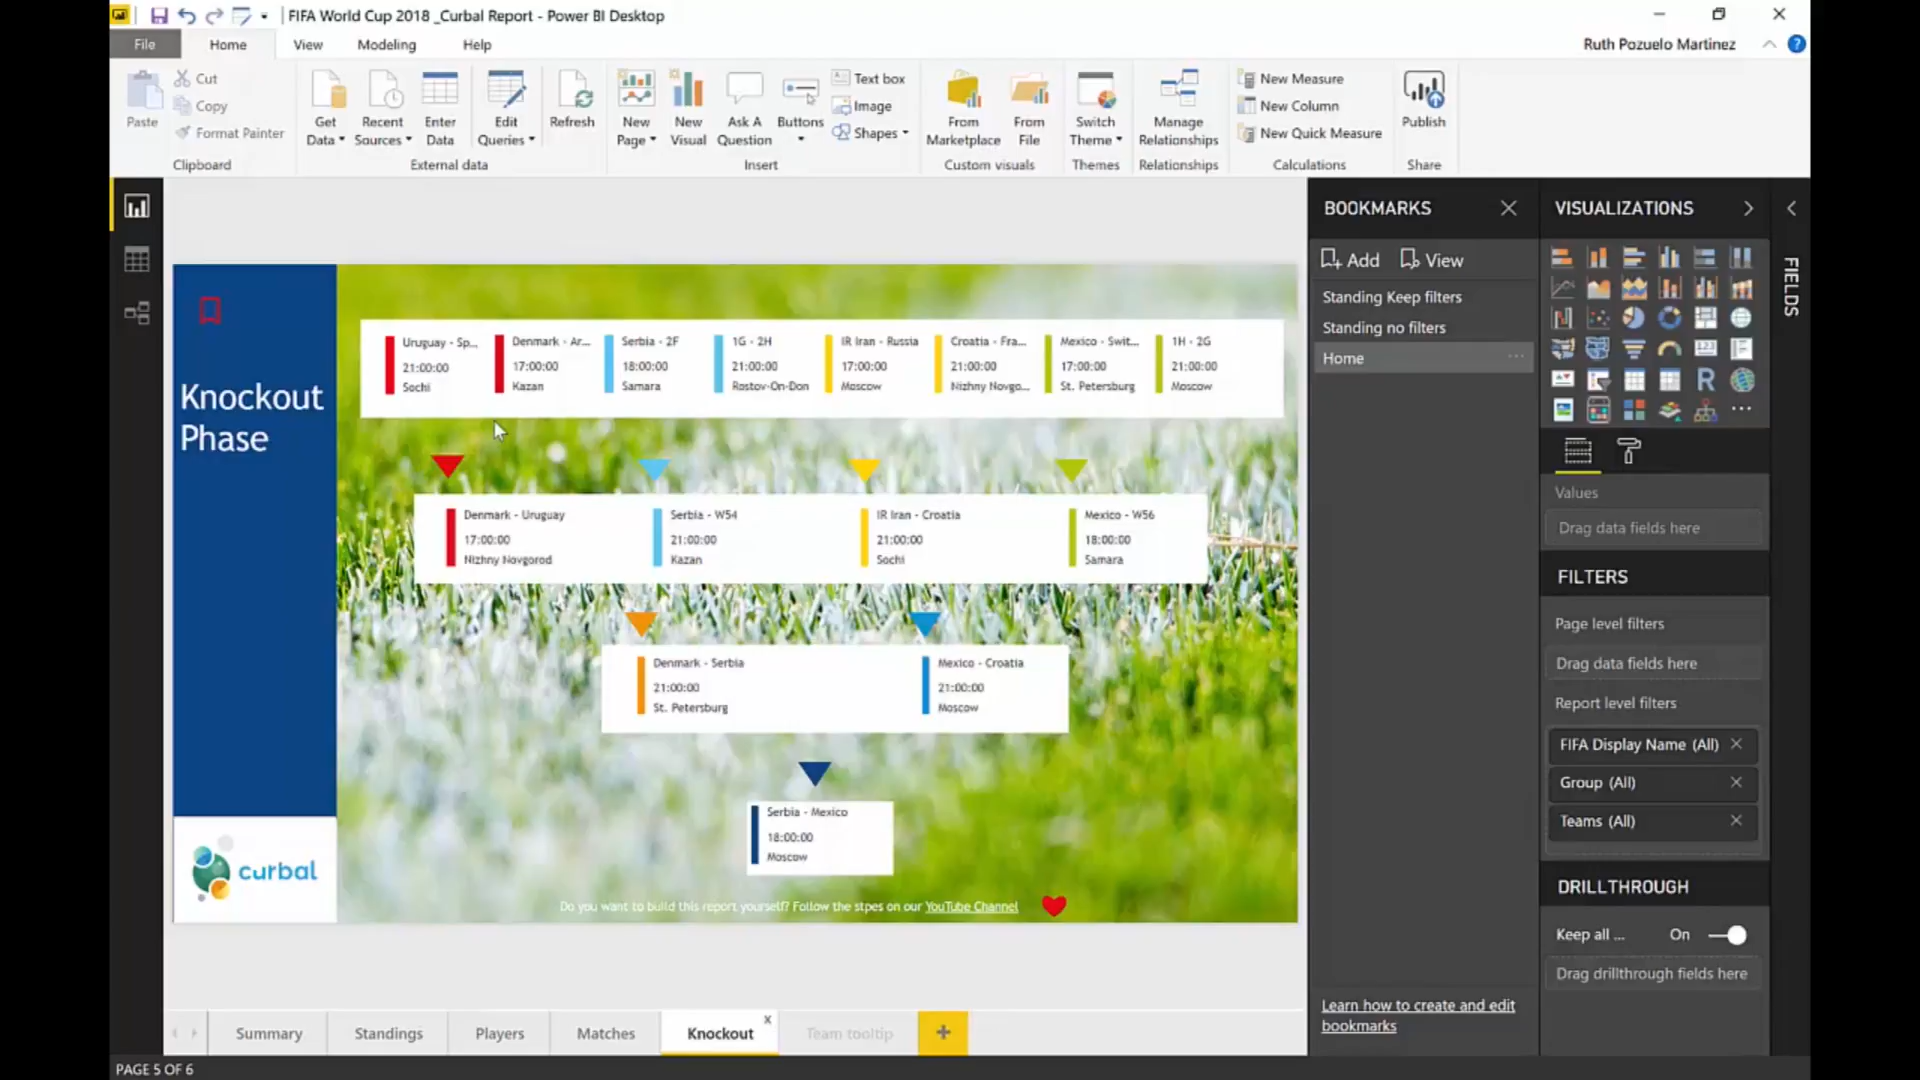 FIFA World Cup 2018 _Curbal Report - Power BI Desktop
File Home View Modeling Help Ruth Pozuelo Martinez
Paste
Cut
Copy
Format Painter
Clipboard
Get Data
Recent Sources
Enter Data
Edit Queries
Refresh
External data
New Page
New Visual
Ask A Question
Buttons
Text box
Image
Shapes
Insert
From Marketplace
From File
Custom visuals
Switch Theme
Themes
Manage Relationships
Relationships
New Measure
New Column
New Quick Measure
Calculations
Publish
Share
Knockout
Phase
curbal
Uruguay - Sp...
21:00:00
Sochi
Denmark - Ar...
17:00:00
Kazan
Serbia - 2F
18:00:00
Samara
1G - 2H
21:00:00
Rostov-On-Don
IR Iran - Russia
17:00:00
Moscow
Croatia - Fra...
21:00:00
Nizhny Novgo...
Mexico - Swit...
17:00:00
St. Petersburg
1H - 2G
21:00:00
Moscow
Denmark - Uruguay
17:00:00
Nizhny Novgorod
Serbia - W54
21:00:00
Kazan
IR Iran - Croatia
21:00:00
Sochi
Mexico - W56
18:00:00
Samara
Denmark - Serbia
21:00:00
St. Petersburg
Mexico - Croatia
21:00:00
Moscow
Serbia - Mexico
18:00:00
Moscow
Do you want to build this report yourself? Follow the stpes on our YouTube Channel
BOOKMARKS
Add View
Standing Keep filters
Standing no filters
Home
Learn how to create and edit
bookmarks
VISUALIZATIONS
R
Values
Drag data fields here
FILTERS
Page level filters
Drag data fields here
Report level filters
FIFA Display Name (All)
Group (All)
Teams (All)
DRILLTHROUGH
Keep all ... On
Drag drillthrough fields here
FIELDS
Summary Standings Players Matches Knockout Team tooltip
PAGE 5 OF 6